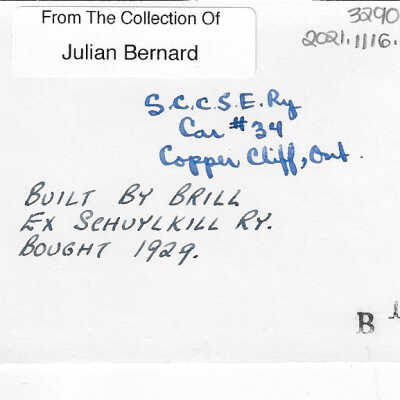 From The Collection Of
Julian Bernard
3290
2021.1116.
S.C.C.S.E.Ry
Car #34
Copper Cliff, Ont.
BUILT BY BRILL
EX SCHUYLKILL RY.
BOUGHT 1929.
B